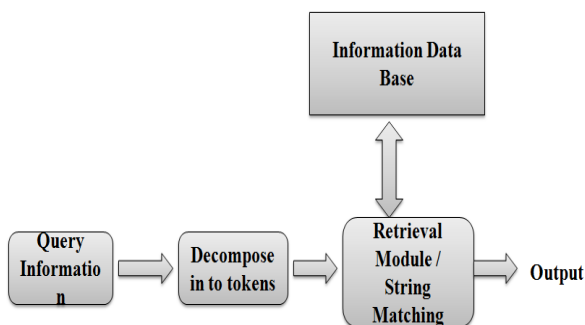 Information Data
Base
Query
Informatio
n
Decompose
in to tokens
Retrieval
Module /
String
Matching
Output